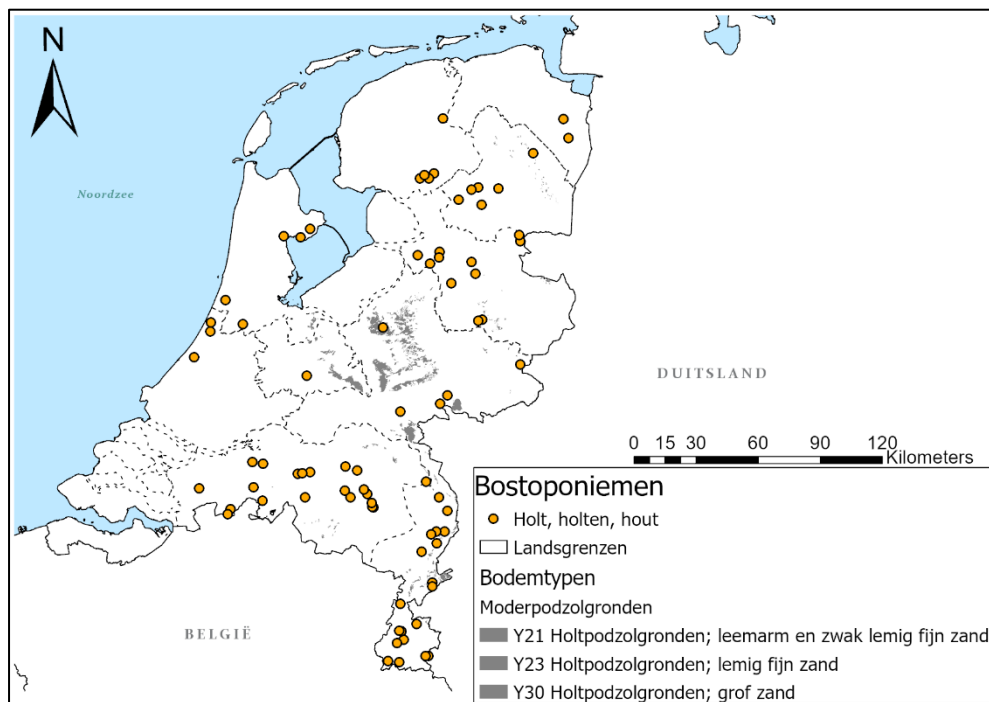 N
Noordzee
DUITSLAND
0 15 30 60 90 120
Kilometers
BELGIË
Bostoponiemen
Holt, holten, hout
Landsgrenzen
Bodemtypen
Moderpodzolgronden
Y21 Holtpodzolgronden; leemarm en zwak lemig fijn zand
Y23 Holtpodzolgronden; lemig fijn zand
Y30 Holtpodzolgronden; grof zand